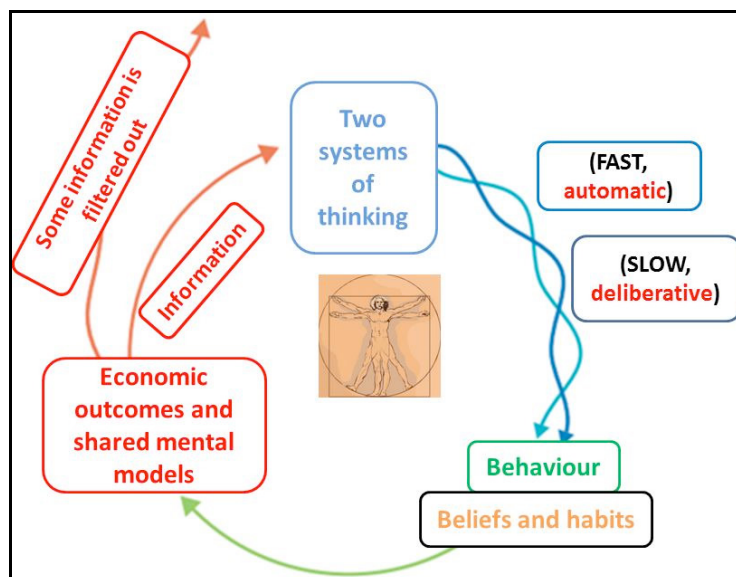 Some information is
filtered out
Information
Two
systems
of
thinking
(FAST,
automatic)
(SLOW,
deliberative)
Economic
outcomes and
shared mental
models
Behaviour
Beliefs and habits